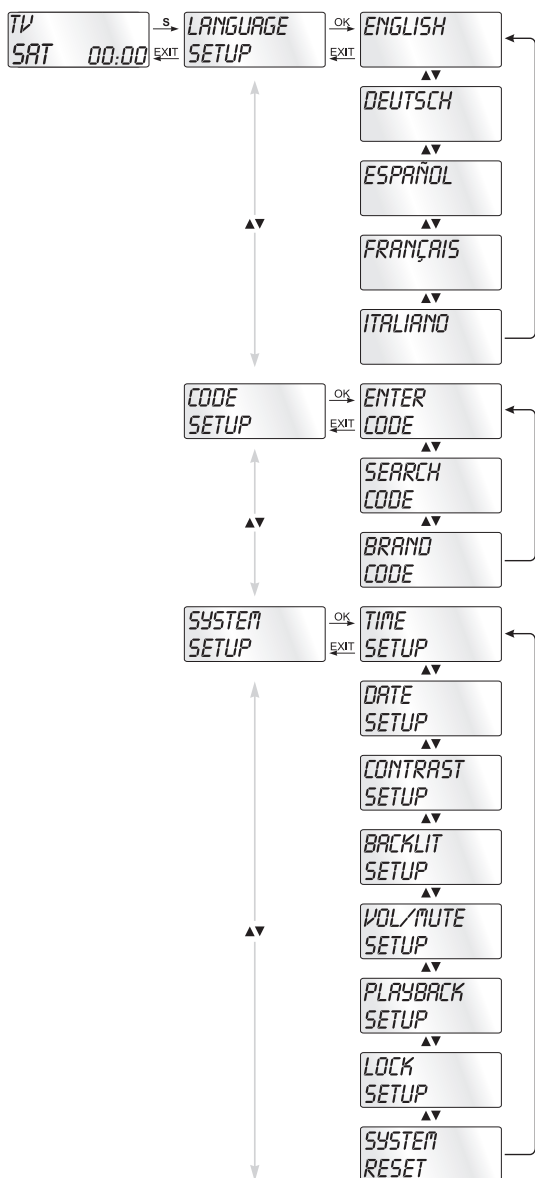 TV
SAT 00:00
S
EXIT
LANGUAGE
SETUP
OK
EXIT
ENGLISH
▲▼
DEUTSCH
▲▼
ESPAÑOL
▲▼
▲▼
FRANÇAIS
▲▼
ITALIANO
CODE
SETUP
OK
EXIT
ENTER
CODE
▲▼
SEARCH
CODE
▲▼
▲▼
BRAND
CODE
SYSTEM
SETUP
OK
EXIT
TIME
SETUP
▲▼
DATE
SETUP
▲▼
CONTRAST
SETUP
▲▼
BACKLIT
SETUP
▲▼
▲▼
VOL/MUTE
SETUP
▲▼
PLAYBACK
SETUP
▲▼
LOCK
SETUP
▲▼
SYSTEM
RESET